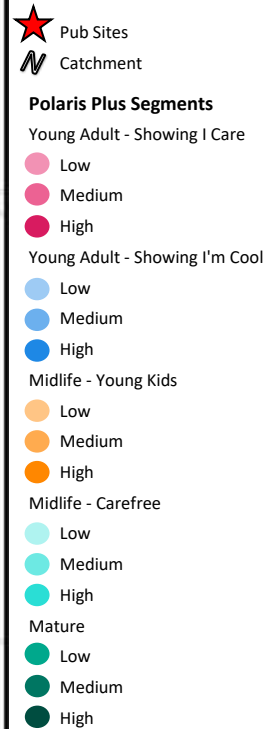 Pub Sites
Catchment
Polaris Plus Segments
Young Adult - Showing I Care
Low
Medium
High
Young Adult - Showing I'm Cool
Low
Medium
High
Midlife - Young Kids
Low
Medium
High
Midlife - Carefree
Low
Medium
High
Mature
Low
Medium
High